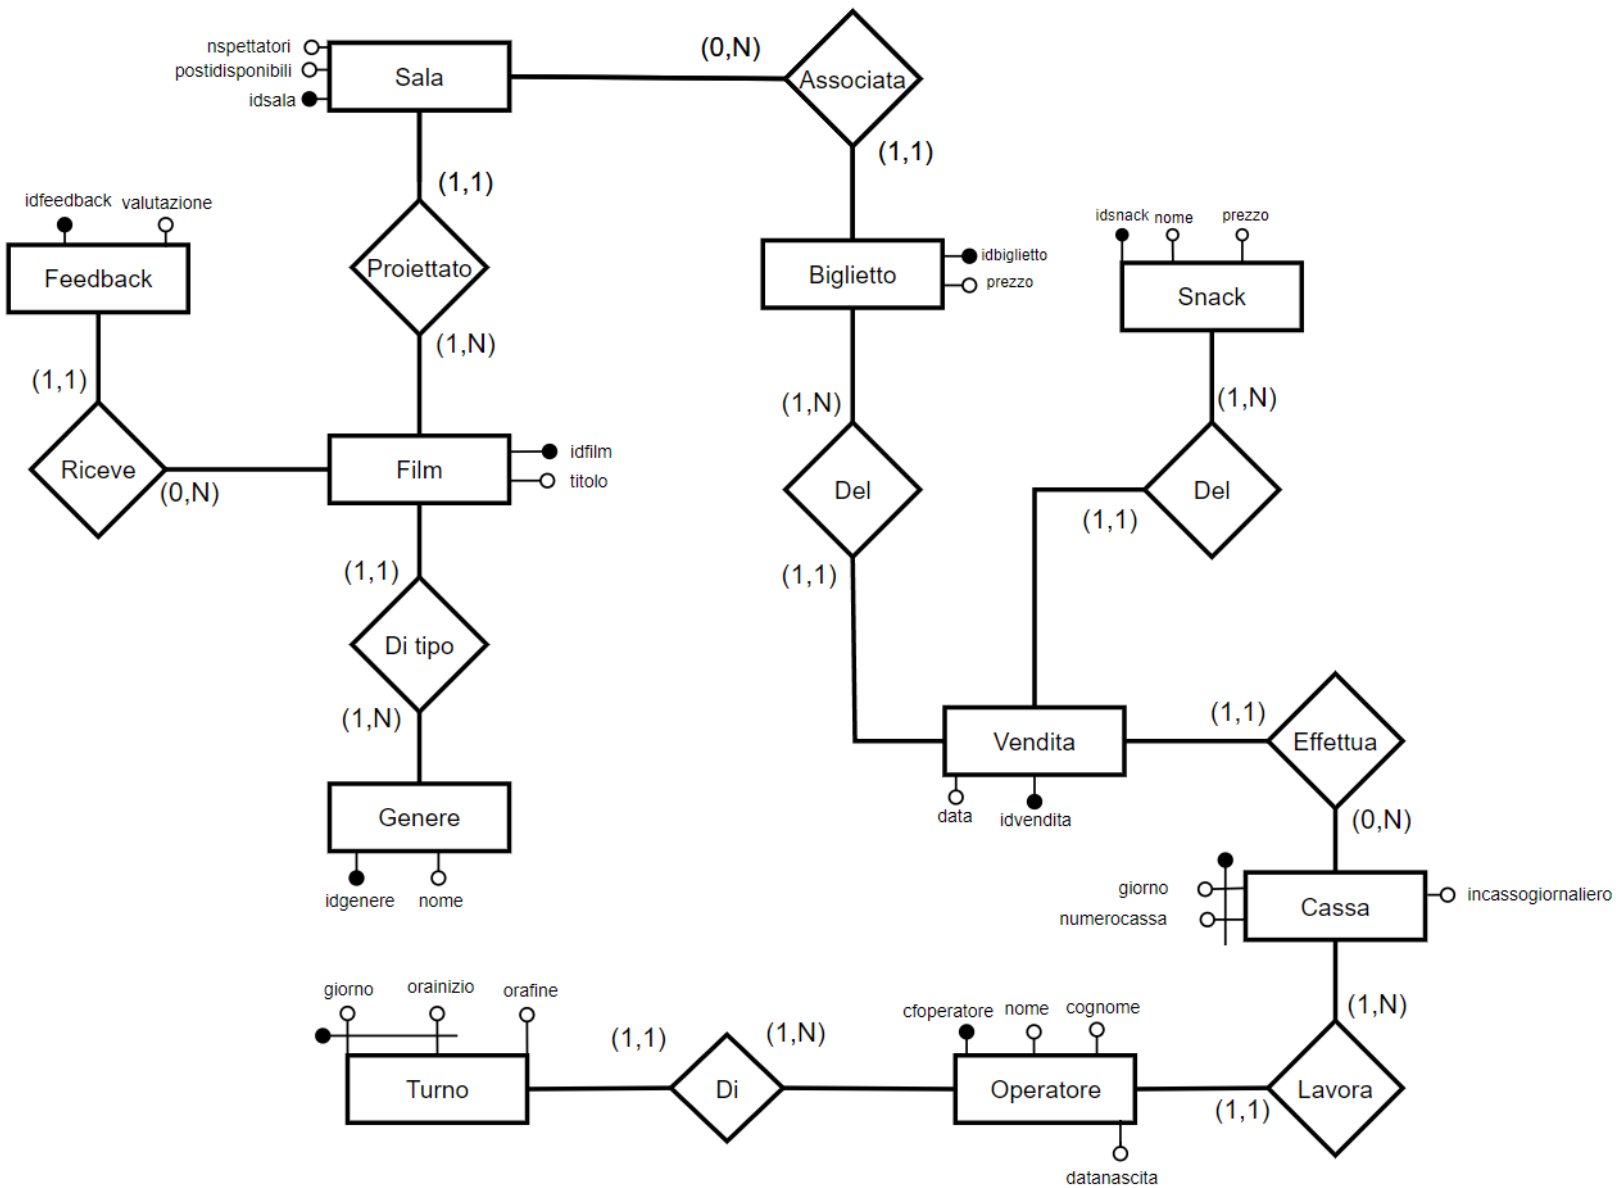 nspettatori
postidisponibili
idsala
Sala
(0,N)
Associata
(1,1)
(1,1)
idfeedback
valutazione
Feedback
Proiettato
Biglietto
idbiglietto
prezzo
idsnack
nome
prezzo
Snack
(1,N)
(1,1)
(1,N)
(1,N)
Riceve
(0,N)
Film
idfilm
titolo
Del
Del
(1,1)
(1,1)
(1,1)
Di tipo
(1,N)
Vendita
(1,1)
Effettua
data
idvendita
(0,N)
Genere
idgenere
nome
giorno
numerocassa
Cassa
incassogiornaliero
giorno
orainizio
orafine
(1,1)
(1,N)
cfoperatore
nome
cognome
(1,N)
Turno
Di
Operatore
(1,1)
Lavora
datanascita